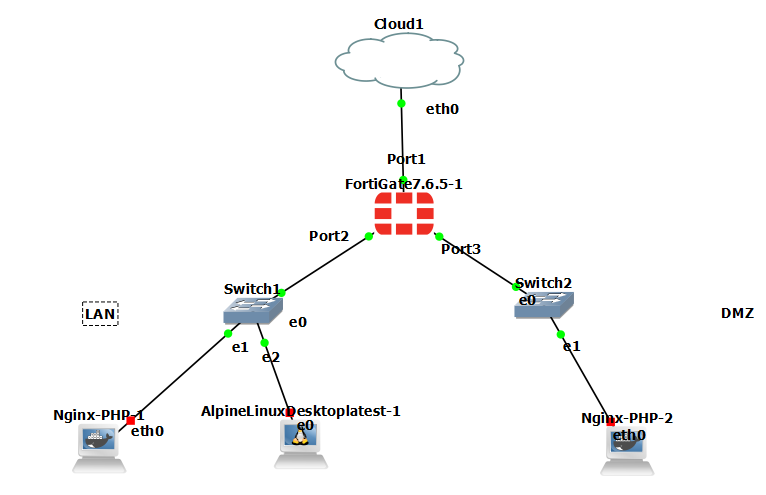 Cloud1
eth0
Port1
FortiGate7.6.5-1
Port2
Port3
Switch1
Switch2
e0
e0
LAN
DMZ
e1
e2
e1
Nginx-PHP-1
AlpineLinuxDesktoplatest-1
Nginx-PHP-2
eth0
e0
eth0